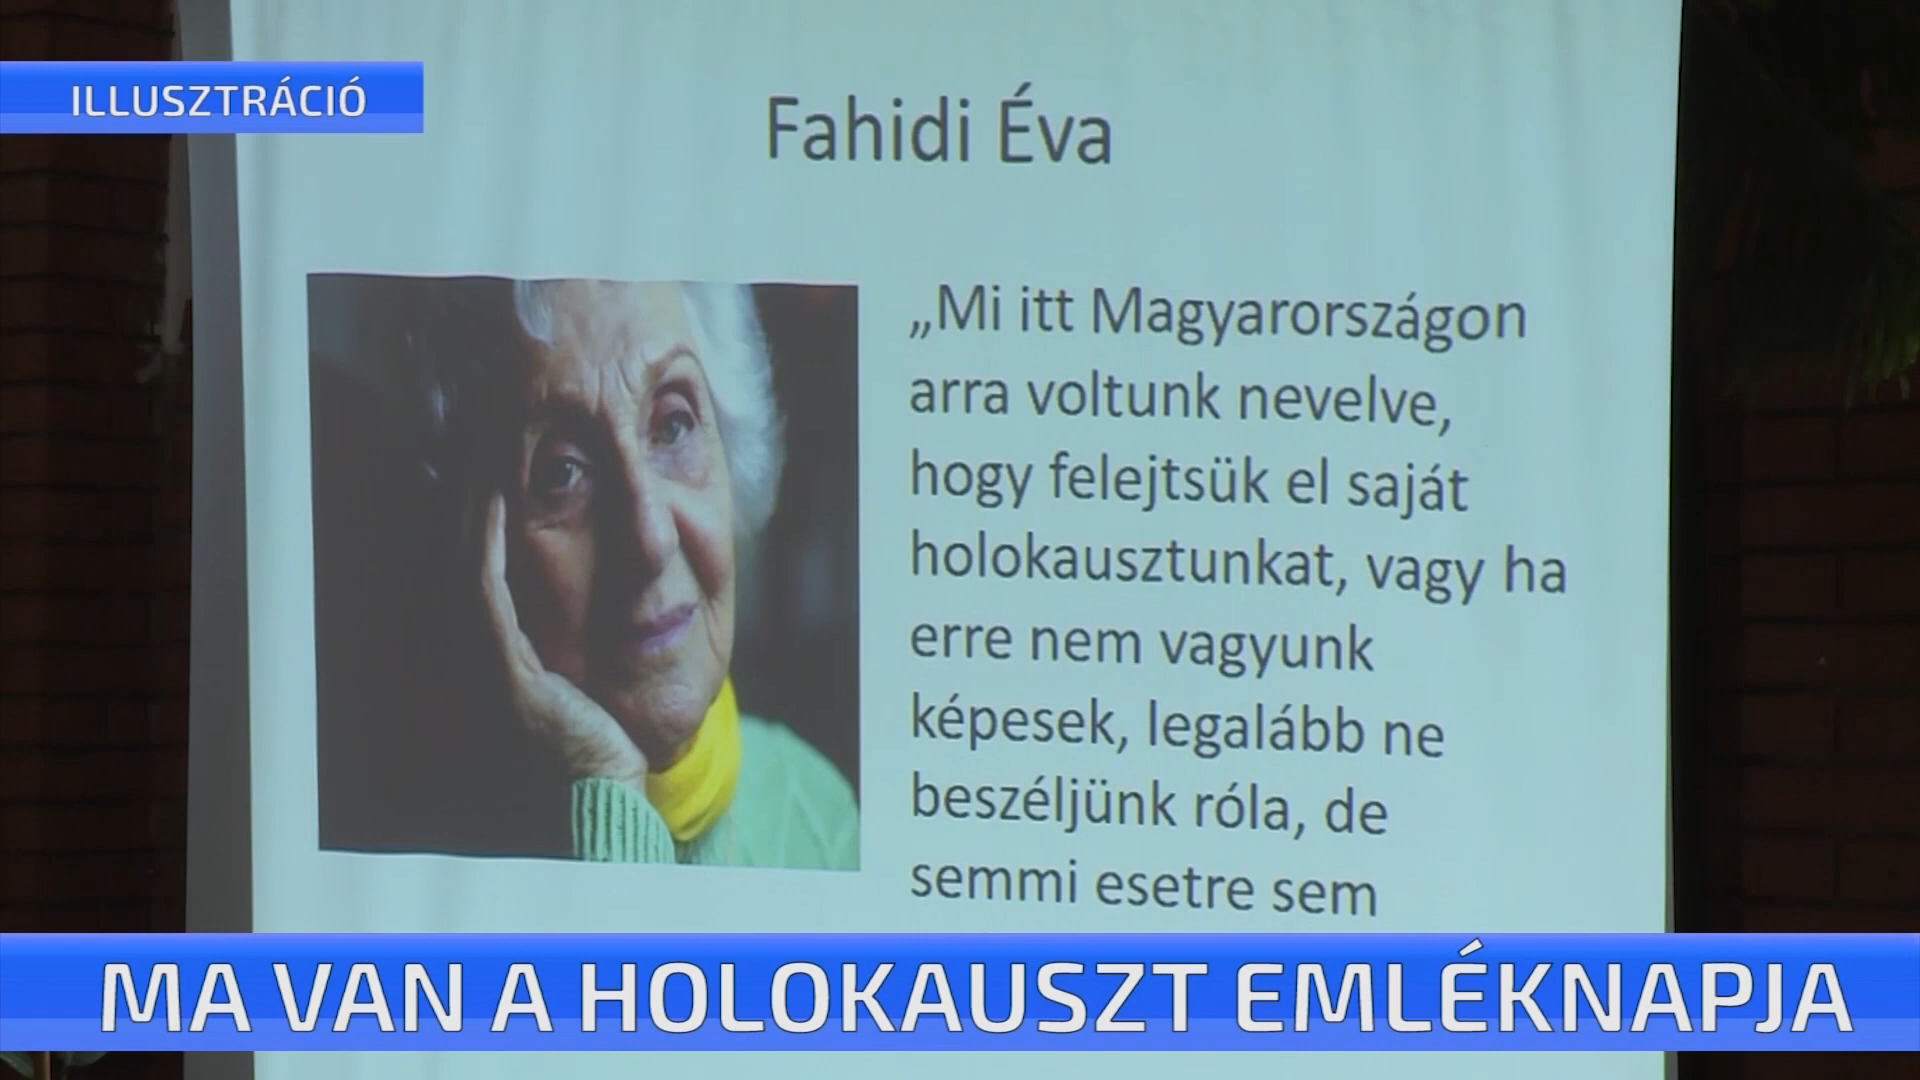 ILLUSZTRÁCIÓ
Fahidi Éva
„Mi itt Magyarországon
arra voltunk nevelve,
hogy felejtsük el saját
holokausztunkat, vagy ha
erre nem vagyunk
képesek, legalább ne
beszéljünk róla, de
semmi esetre sem
MA VAN A HOLOKAUSZT EMLÉKNAPJA